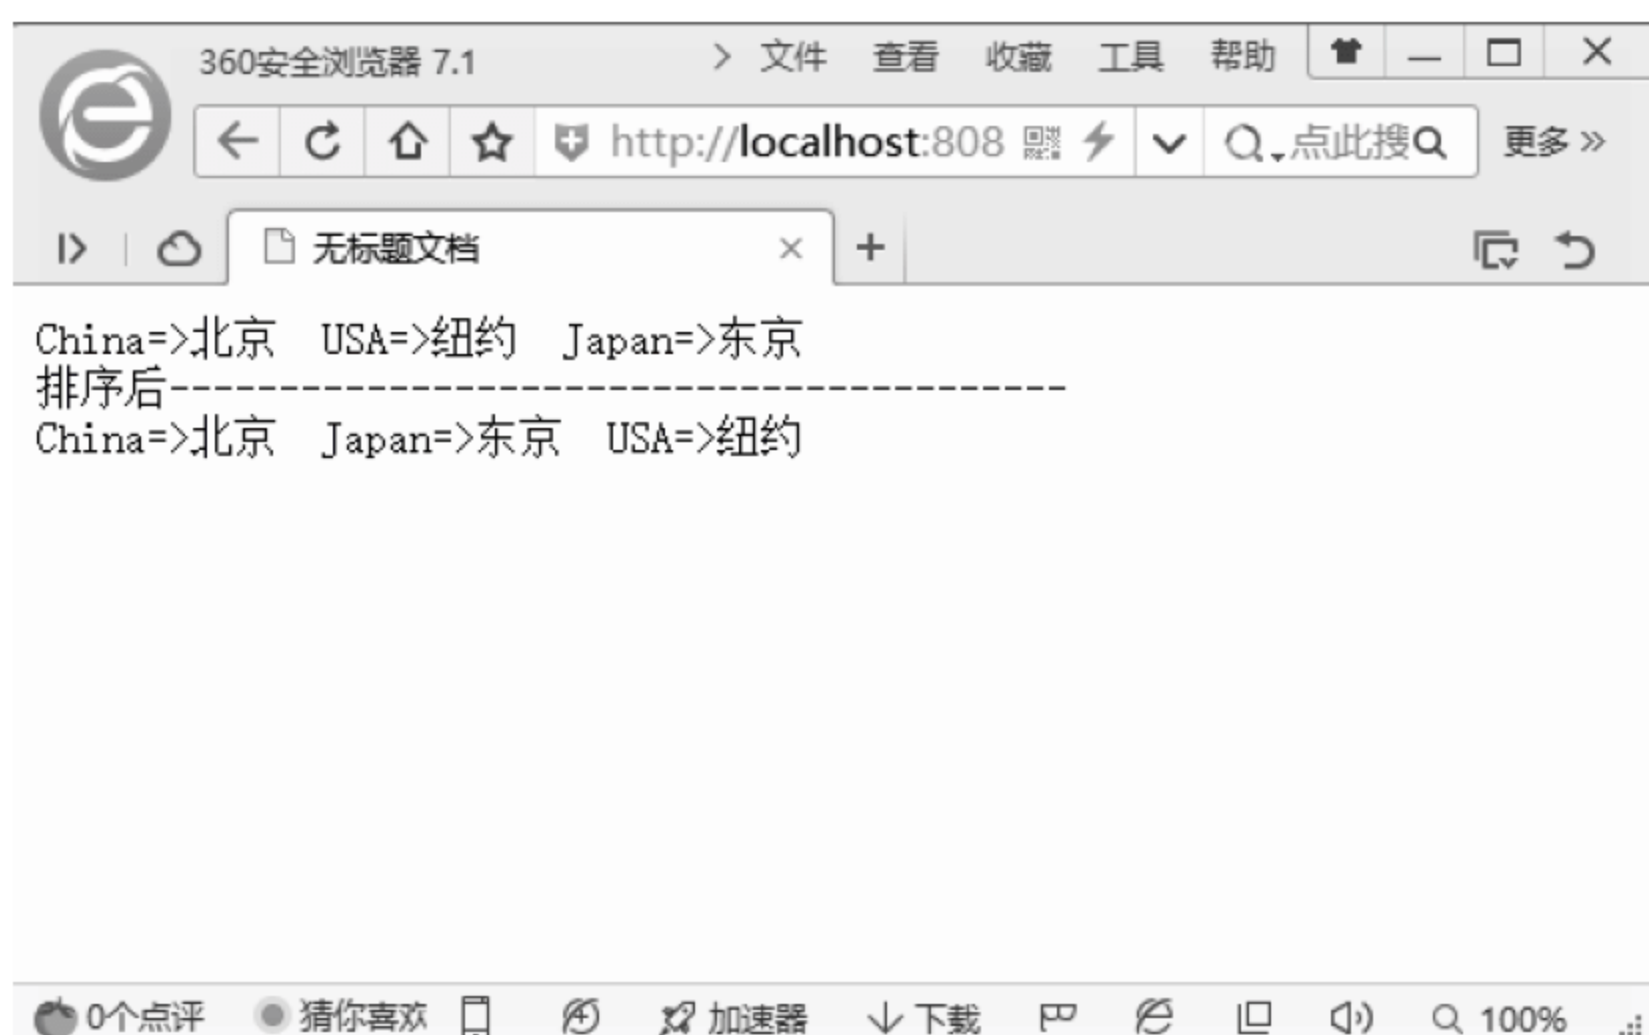 360安全浏览器 7.1 > 文件 查看 收藏 工具 帮助
http://localhost:808 点此搜 更多 »
无标题文档
China=>北京 USA=>纽约 Japan=>东京
排序后-----------------------------------------
China=>北京 Japan=>东京 USA=>纽约
0个点评 猜你喜欢 加速器 下载 100%